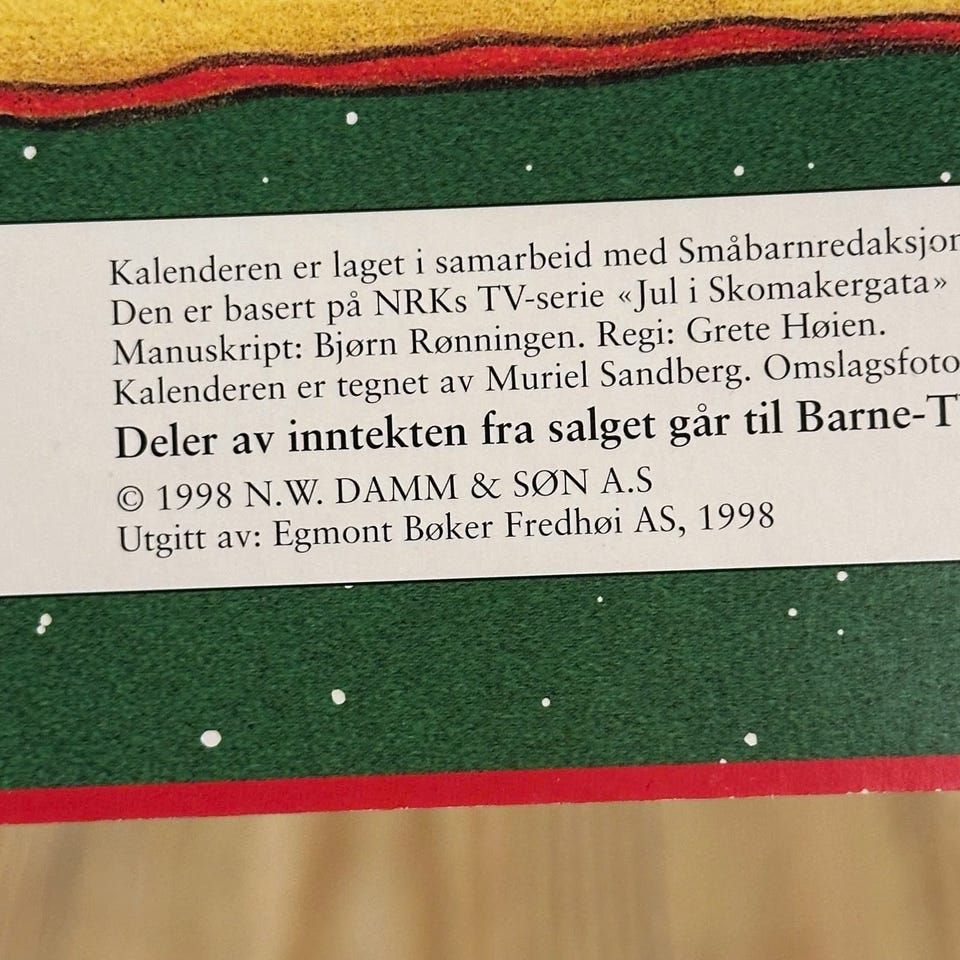 Kalenderen er laget i samarbeid med Småbarnredaksjon
Den er basert på NRKs TV-serie «Jul i Skomakergata»
Manuskript: Bjørn Rønningen. Regi: Grete Høien.
Kalenderen er tegnet av Muriel Sandberg. Omslagsfoto
Deler av inntekten fra salget går til Barne-T
© 1998 N.W. DAMM & SØN A.S
Utgitt av: Egmont Bøker Fredhøi AS, 1998